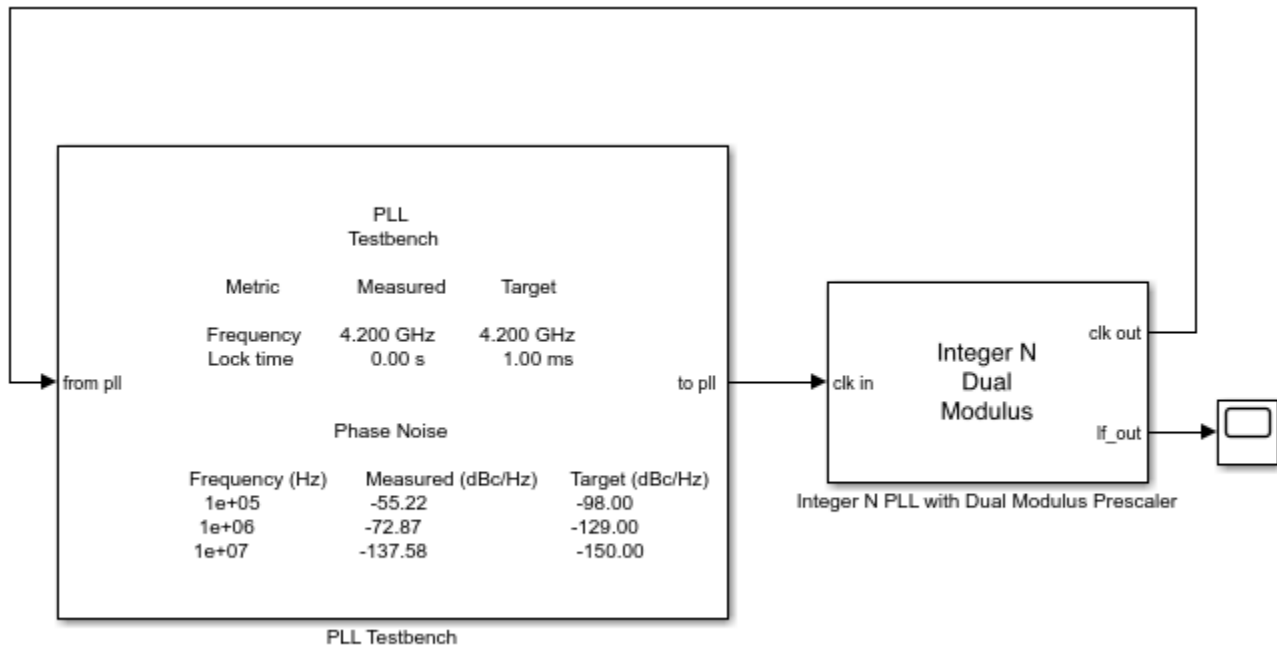 PLL
Testbench
Metric Measured Target
Frequency 4.200 GHz 4.200 GHz
Lock time 0.00 s 1.00 ms
from pll
to pll
Phase Noise
Frequency (Hz) Measured (dBc/Hz) Target (dBc/Hz)
1e+05 -55.22 -98.00
1e+06 -72.87 -129.00
1e+07 -137.58 -150.00
PLL Testbench
clk in
Integer N
Dual
Modulus
clk out
lf_out
Integer N PLL with Dual Modulus Prescaler